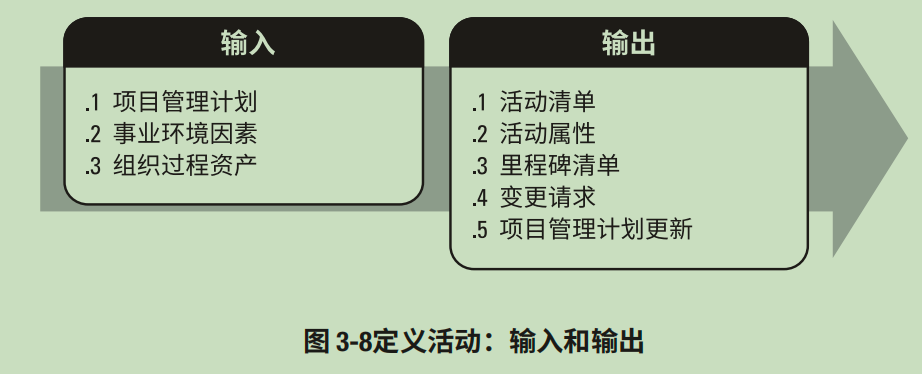 输入
.1 项目管理计划
.2 事业环境因素
.3 组织过程资产
输出
.1 活动清单
.2 活动属性
.3 里程碑清单
.4 变更请求
.5 项目管理计划更新
图 3-8定义活动：输入和输出